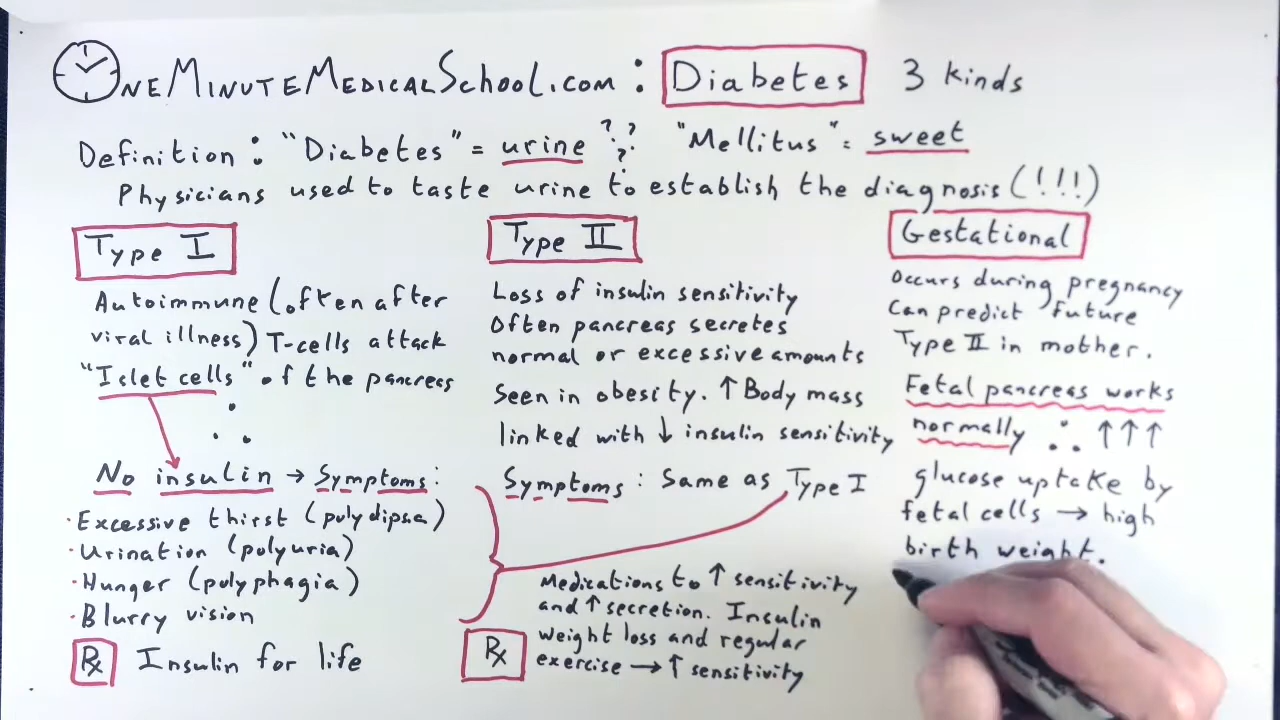 OneMinuteMedicalSchool.com : Diabetes 3 kinds
Definition : "Diabetes" = urine ??? "Mellitus" = sweet
Physicians used to taste urine to establish the diagnosis (!!!)
Type I
Autoimmune (often after
viral illness) T-cells attack
"Islet cells" of the pancreas
∴
No insulin → Symptoms :
· Excessive thirst (polydipsa)
· Urination (polyuria)
· Hunger (polyphagia)
· Blurry vision
Rx Insulin for life
Type II
Loss of insulin sensitivity
Often pancreas secretes
normal or excessive amounts
Seen in obesity. ↑ Body mass
linked with ↓ insulin sensitivity
Symptoms : Same as Type I
Rx
Medications to ↑ sensitivity
and ↑ secretion. Insulin
weight loss and regular
exercise → ↑ sensitivity
Gestational
Occurs during pregnancy
Can predict future
Type II in mother.
Fetal pancreas works
normally ∴ ↑↑↑
glucose uptake by
fetal cells → high
birth weight.